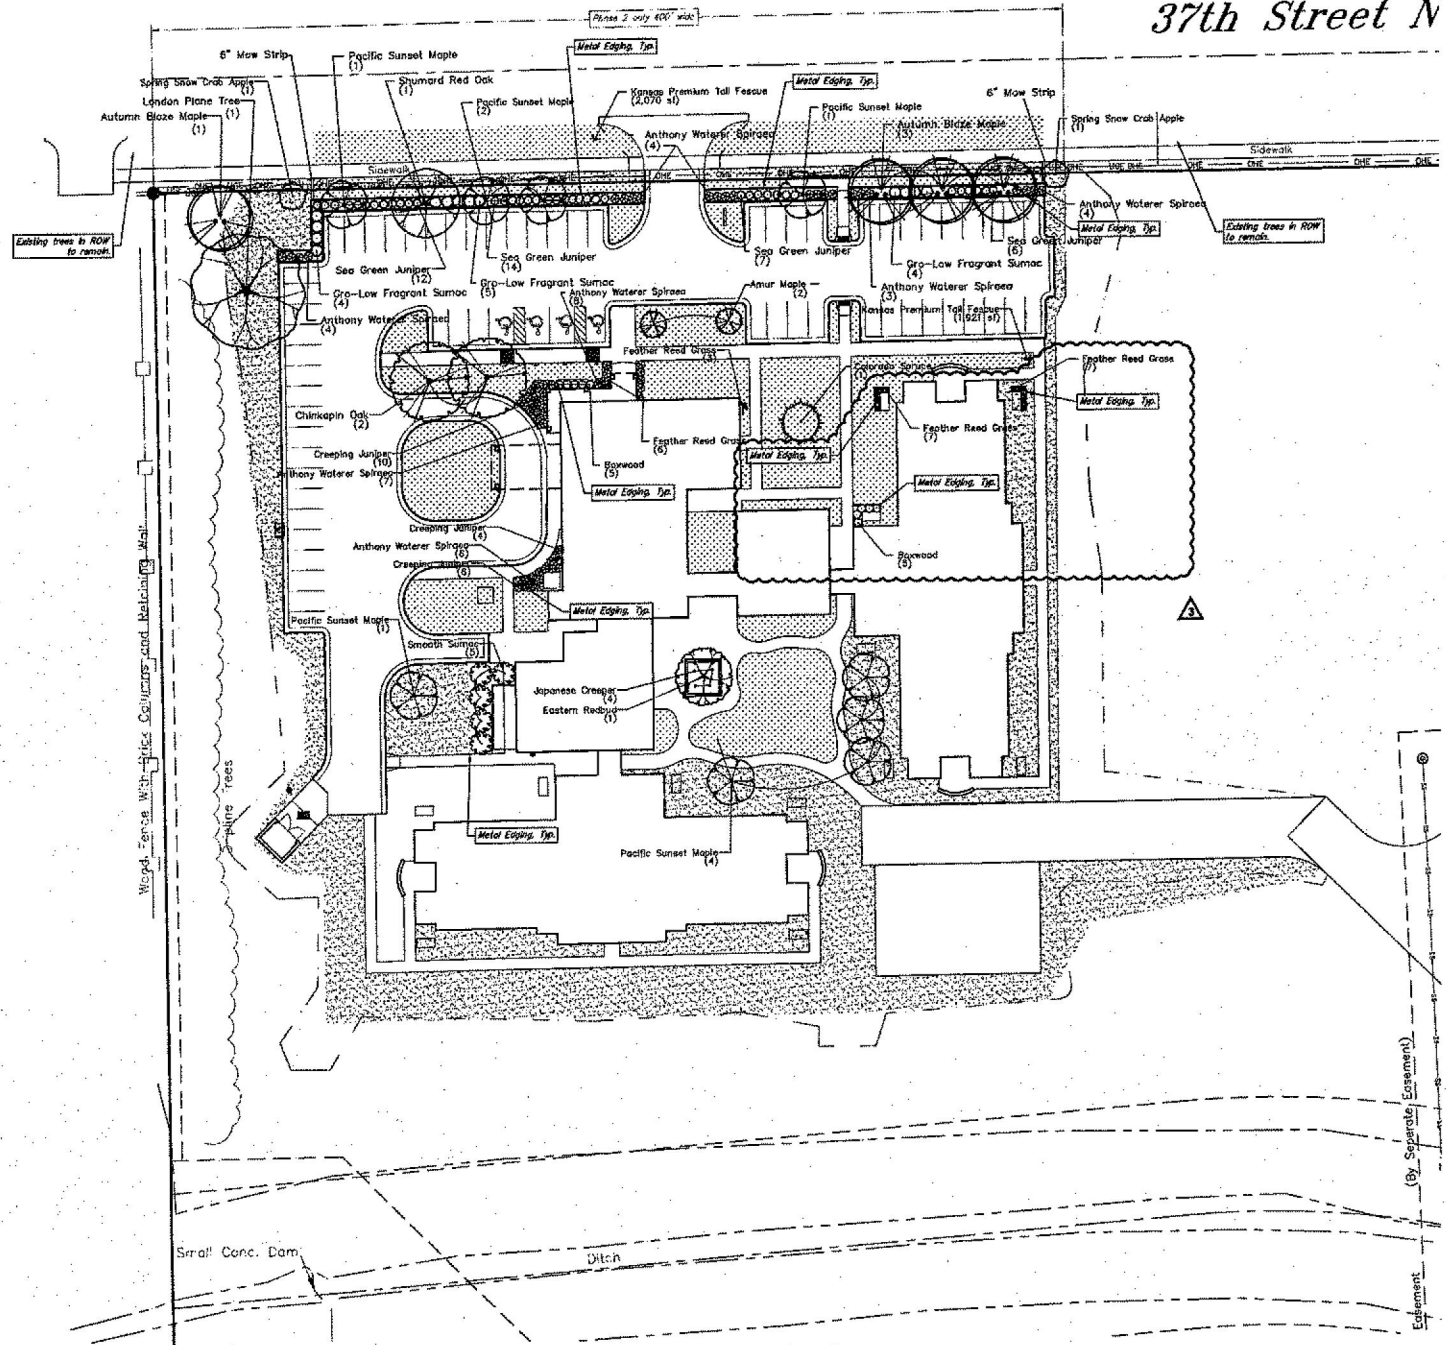 37th Street N
Phase 2 only 400' wide
6" Mow Strip
Pacific Sunset Maple
(1)
Metal Edging, Typ.
Spring Snow Crab Apple
(1)
Shumard Red Oak
(1)
Kansas Premium Tall Fescue
(2,070 sf)
Metal Edging, Typ.
6" Mow Strip
London Plane Tree
(1)
Pacific Sunset Maple
(2)
Pacific Sunset Maple
(1)
Autumn Blaze Maple
(1)
Anthony Waterer Spiraea
(4)
Autumn Blaze Maple
(3)
Spring Snow Crab Apple
(1)
Sidewalk
Sidewalk
OHE
OHE
OHE
OHE
OHE
Existing trees in ROW
to remain.
Anthony Waterer Spiraea
(4)
Metal Edging, Typ.
Existing trees in ROW
to remain.
Sea Green Juniper
(12)
Sea Green Juniper
(14)
Sea Green Juniper
(7)
Sea Green Juniper
(6)
Gro-Low Fragrant Sumac
(4)
Gro-Low Fragrant Sumac
(5)
Anthony Waterer Spiraea
(8)
Amur Maple
(2)
Gro-Low Fragrant Sumac
(4)
Anthony Waterer Spiraea
(3)
Anthony Waterer Spiraea
(4)
Kansas Premium Tall Fescue
(1,921 sf)
Feather Reed Grass
(3)
Colorado Spruce
(1)
Feather Reed Grass
(7)
Metal Edging, Typ.
Chinkapin Oak
(2)
Feather Reed Grass
(6)
Feather Reed Grass
(7)
Metal Edging, Typ.
Creeping Juniper
(10)
Anthony Waterer Spiraea
(7)
Boxwood
(5)
Metal Edging, Typ.
Metal Edging, Typ.
Creeping Juniper
(4)
Anthony Waterer Spiraea
(6)
Creeping Juniper
(6)
Boxwood
(5)
Metal Edging, Typ.
3
Pacific Sunset Maple
(1)
Smooth Sumac
(5)
Japanese Creeper
(4)
Eastern Redbud
(1)
Wood Fence With Brick Columns and Retaining Wall
Trees
Metal Edging, Typ.
Pacific Sunset Maple
(4)
Small Conc. Dam
Ditch
(By Seperate Easement)
Easement